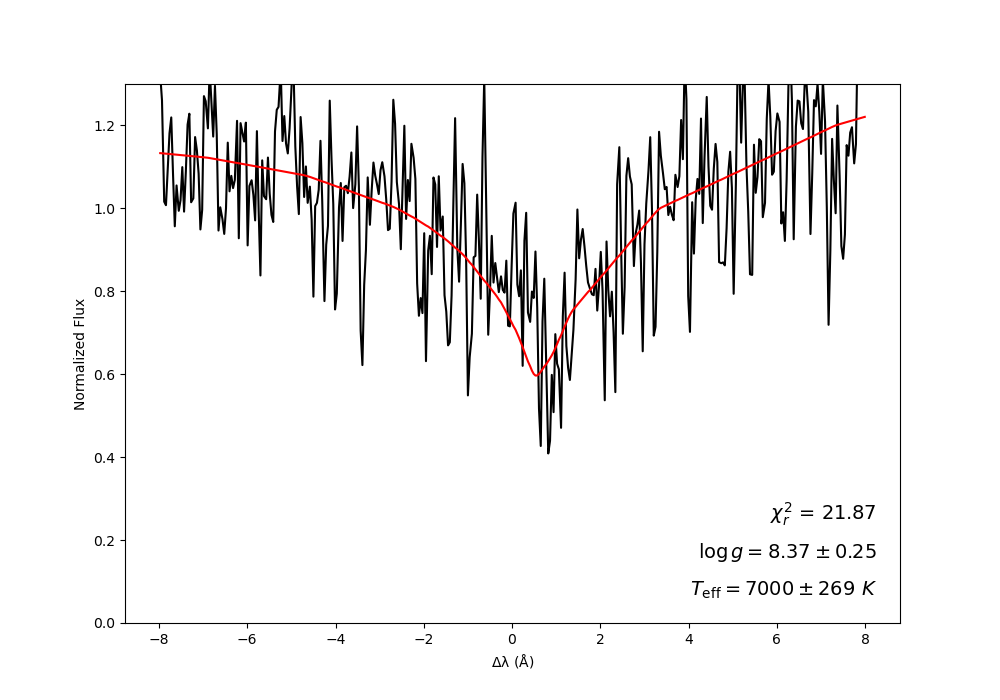 1.2
1.0
0.8
0.6
0.4
0.2
0.0
Normalized Flux
χ²ᵣ = 21.87
log g = 8.37 ± 0.25
T_eff = 7000 ± 269 K
−8 −6 −4 −2 0 2 4 6 8
Δλ (Å)